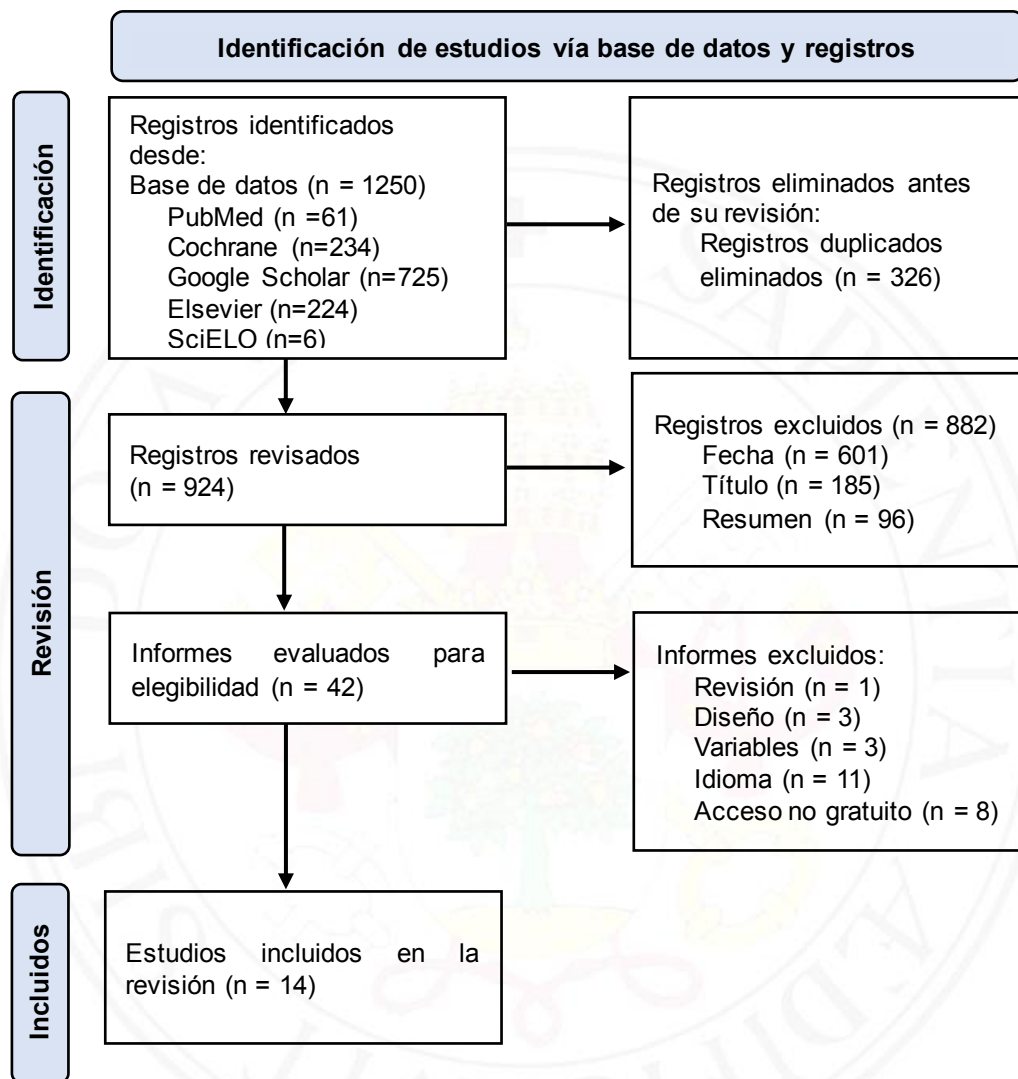 Identificación de estudios vía base de datos y registros
Identificación
Registros identificados
desde:
Base de datos (n = 1250)
PubMed (n =61)
Cochrane (n=234)
Google Scholar (n=725)
Elsevier (n=224)
SciELO (n=6)
Registros eliminados antes
de su revisión:
Registros duplicados
eliminados (n = 326)
Revisión
Registros revisados
(n = 924)
Registros excluidos (n = 882)
Fecha (n = 601)
Título (n = 185)
Resumen (n = 96)
Informes evaluados para
elegibilidad (n = 42)
Informes excluidos:
Revisión (n = 1)
Diseño (n = 3)
Variables (n = 3)
Idioma (n = 11)
Acceso no gratuito (n = 8)
Incluidos
Estudios incluidos en la
revisión (n = 14)